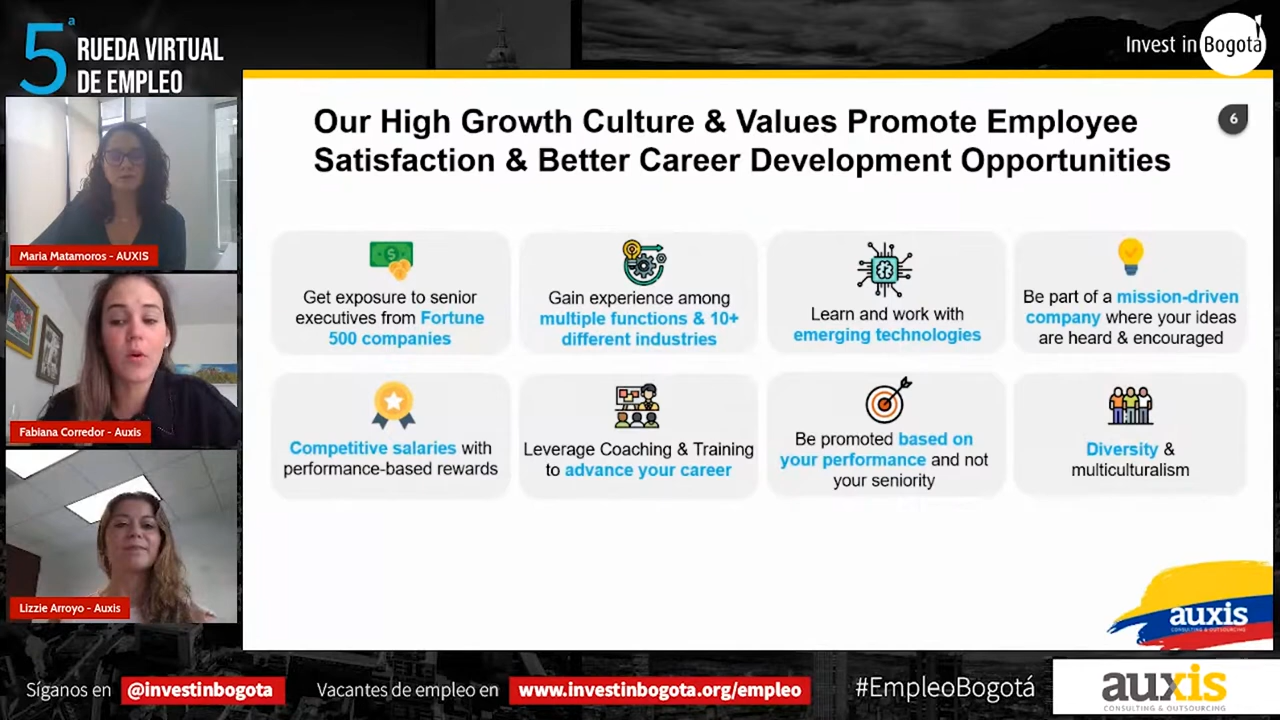 5ª RUEDA VIRTUAL
DE EMPLEO
Invest in Bogotá
Maria Matamoros - AUXIS
Fabiana Corredor - Auxis
Lizzie Arroyo - Auxis
Our High Growth Culture & Values Promote Employee
Satisfaction & Better Career Development Opportunities
6
Get exposure to senior
executives from Fortune
500 companies
Gain experience among
multiple functions & 10+
different industries
Learn and work with
emerging technologies
Be part of a mission-driven
company where your ideas
are heard & encouraged
Competitive salaries with
performance-based rewards
Leverage Coaching & Training
to advance your career
Be promoted based on
your performance and not
your seniority
Diversity &
multiculturalism
auxis
CONSULTING & OUTSOURCING
Síganos en @investinbogota
Vacantes de empleo en www.investinbogota.org/empleo
#EmpleoBogotá
auxis
CONSULTING & OUTSOURCING